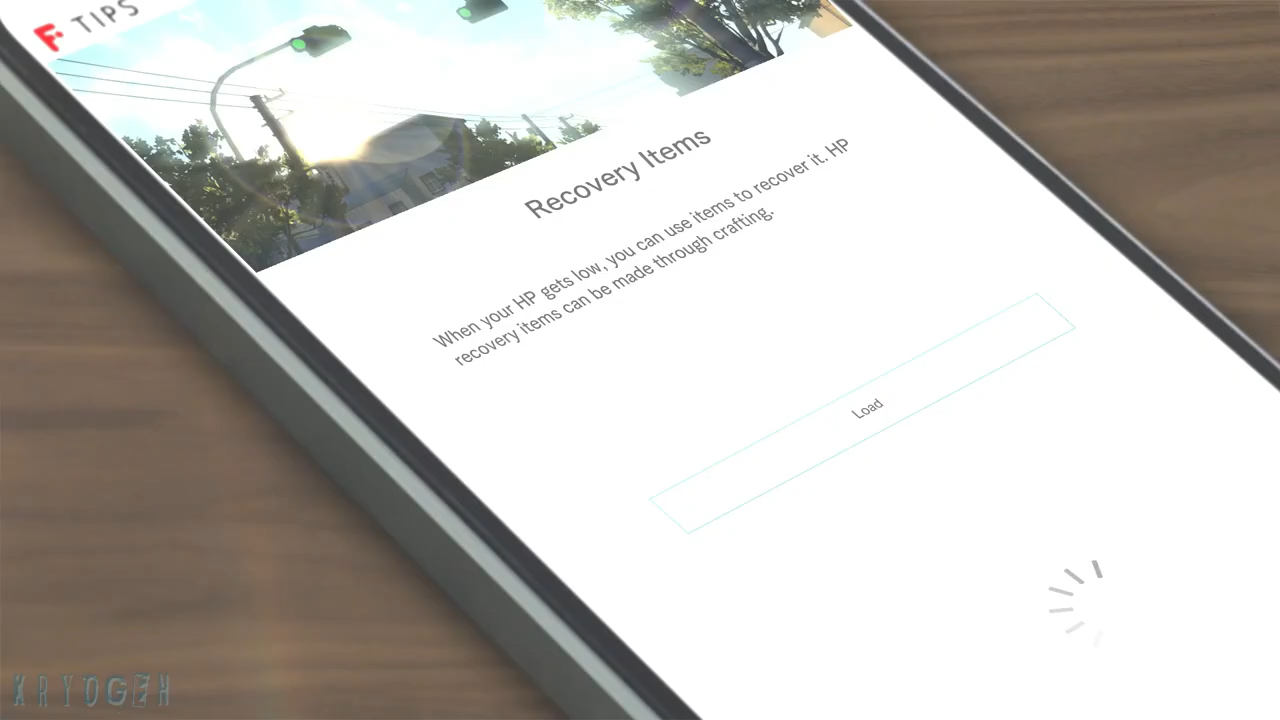 F TIPS
Recovery Items
When your HP gets low, you can use items to recover it. HP
recovery items can be made through crafting.
Load
KRYOGEN